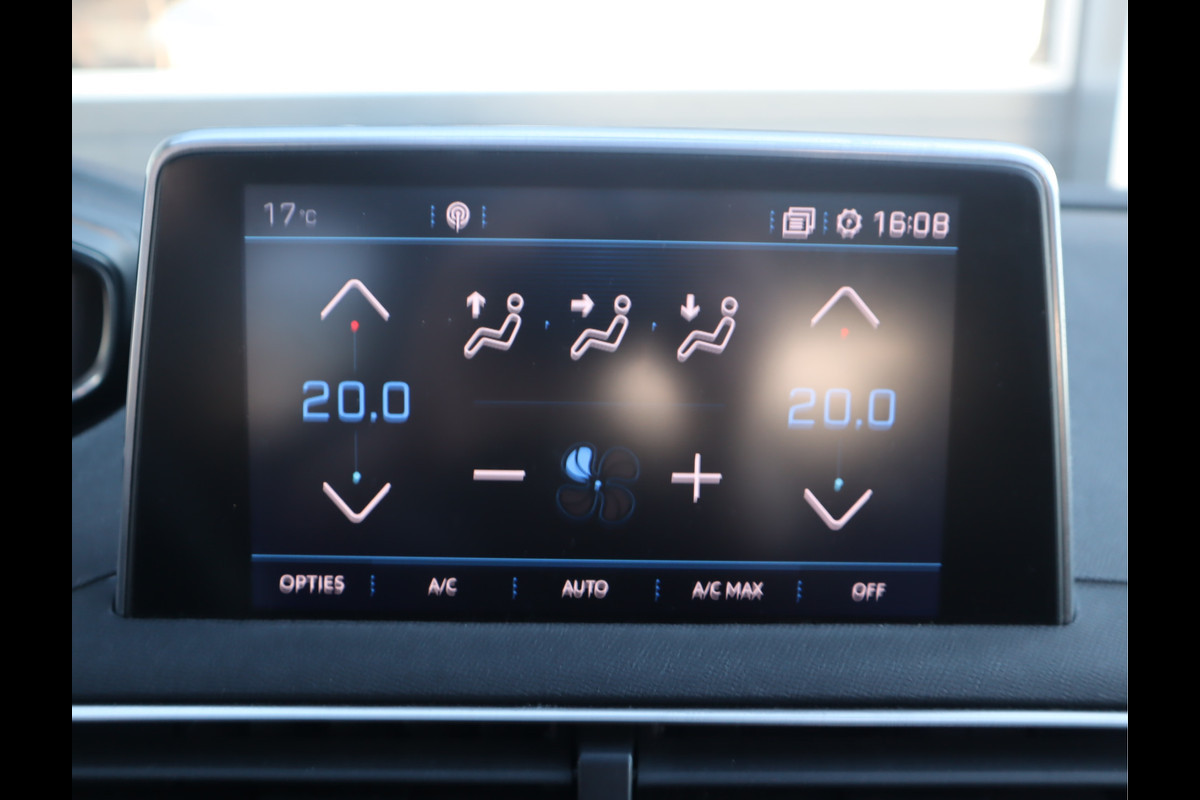 17°C 16:08
20,0 20,0
OPTIES A/C AUTO A/C MAX OFF